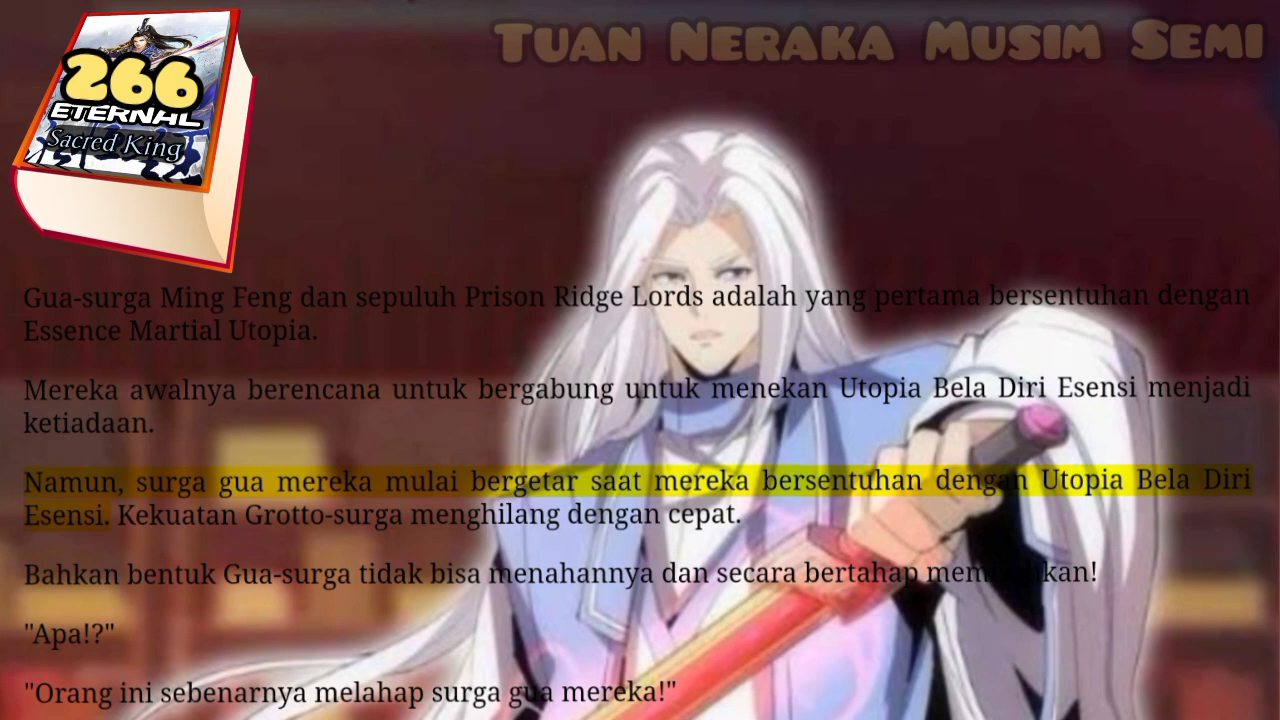 TUAN NERAKA MUSIM SEMI
266
ETERNAL
Sacred King
Gua-surga Ming Feng dan sepuluh Prison Ridge Lords adalah yang pertama bersentuhan dengan
Essence Martial Utopia.
Mereka awalnya berencana untuk bergabung untuk menekan Utopia Bela Diri Esensi menjadi
ketiadaan.
Namun, surga gua mereka mulai bergetar saat mereka bersentuhan dengan Utopia Bela Diri
Esensi. Kekuatan Grotto-surga menghilang dengan cepat.
Bahkan bentuk Gua-surga tidak bisa menahannya dan secara bertahap
"Apa!?"
"Orang ini sebenarnya melahap surga gua mereka!"